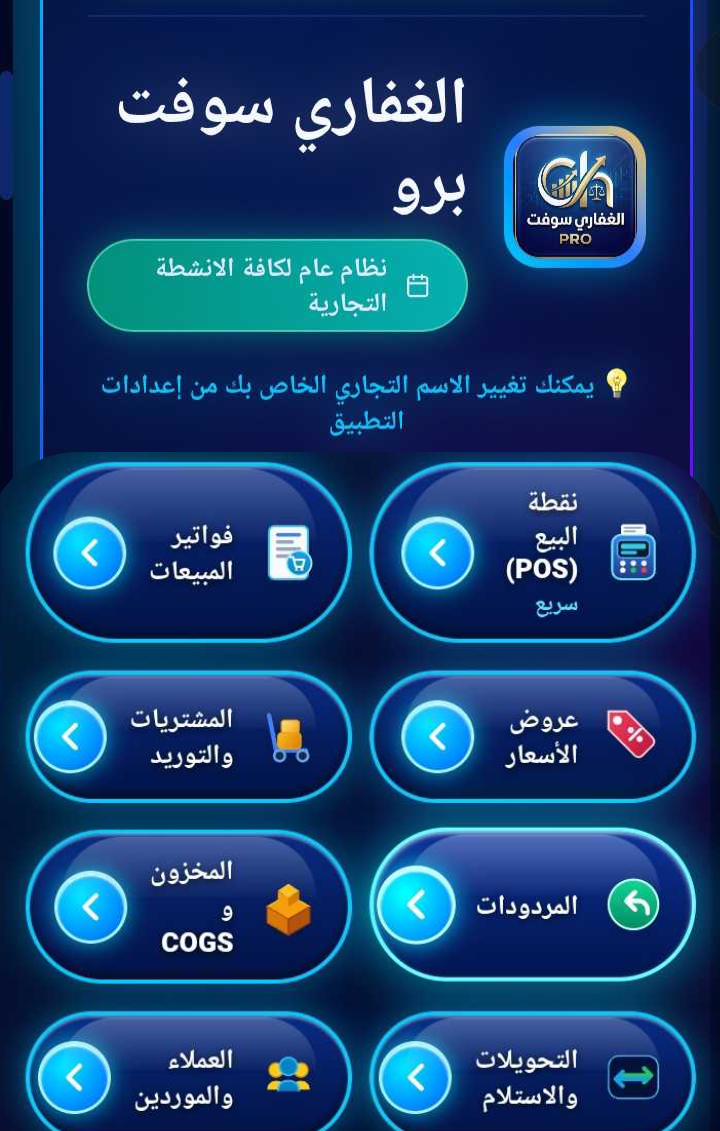 الغفاري سوفت
برو
الغفاري سوفت
PRO
نظام عام لكافة الانشطة
التجارية
يمكنك تغيير الاسم التجاري الخاص بك من إعدادات
التطبيق
نقطة
البيع
(POS)
سريع
فواتير
المبيعات
عروض
الأسعار
المشتريات
والتوريد
المردودات
المخزون
و
COGS
التحويلات
والاستلام
العملاء
والموردين